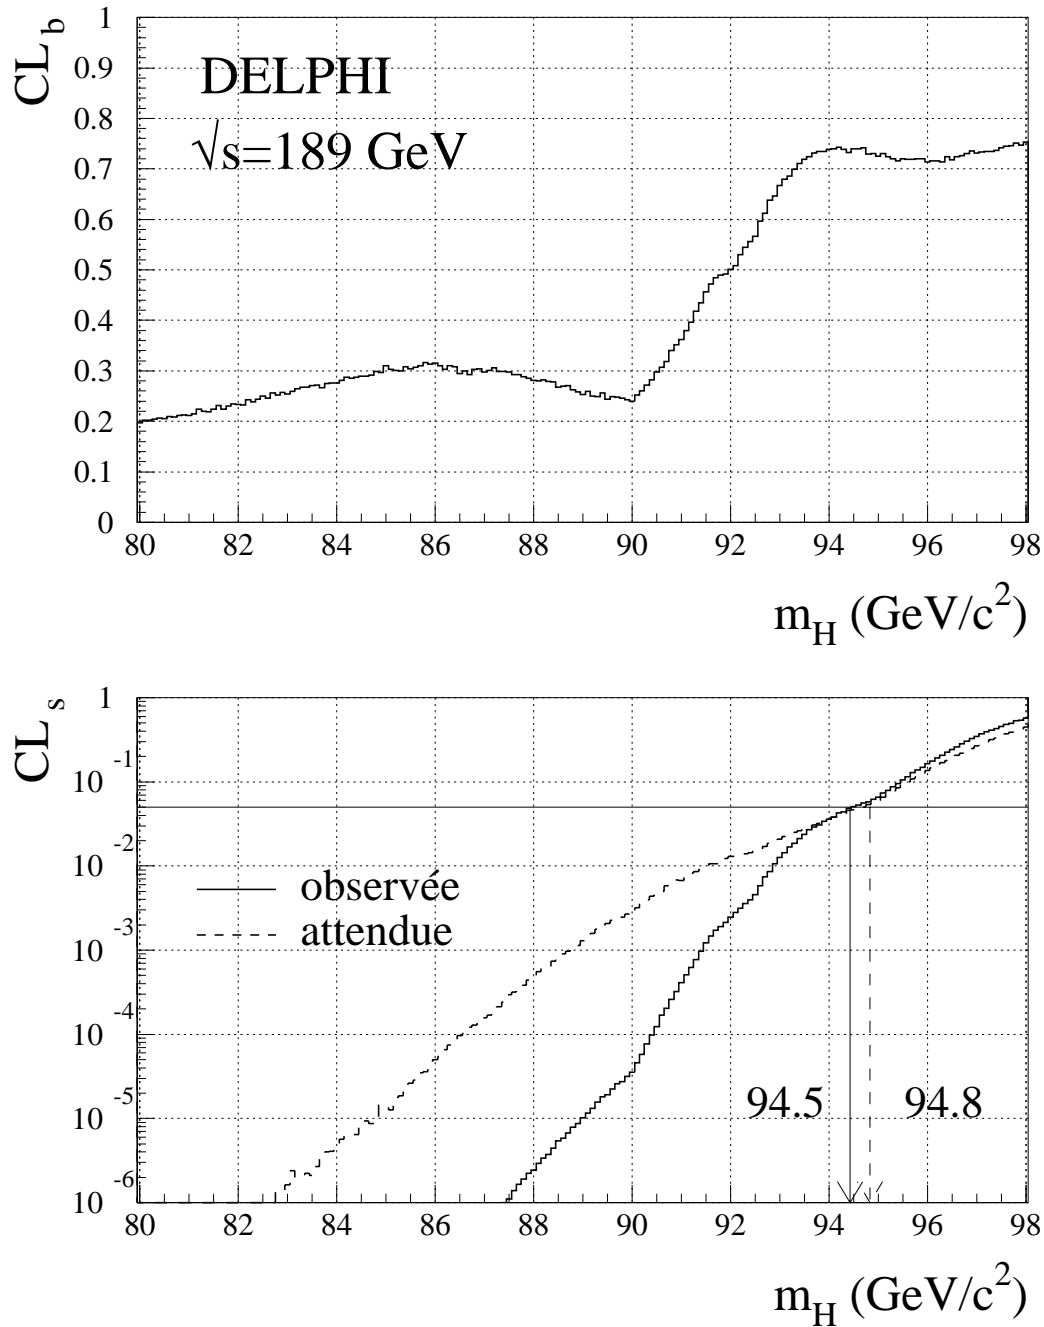 CL_b
1
0.9
0.8
0.7
0.6
0.5
0.4
0.3
0.2
0.1
0
DELPHI
√s=189 GeV
80 82 84 86 88 90 92 94 96 98
m_H (GeV/c^2)
CL_s
1
10^-1
10^-2
10^-3
10^-4
10^-5
10^-6
observée
attendue
94.5 94.8
80 82 84 86 88 90 92 94 96 98
m_H (GeV/c^2)